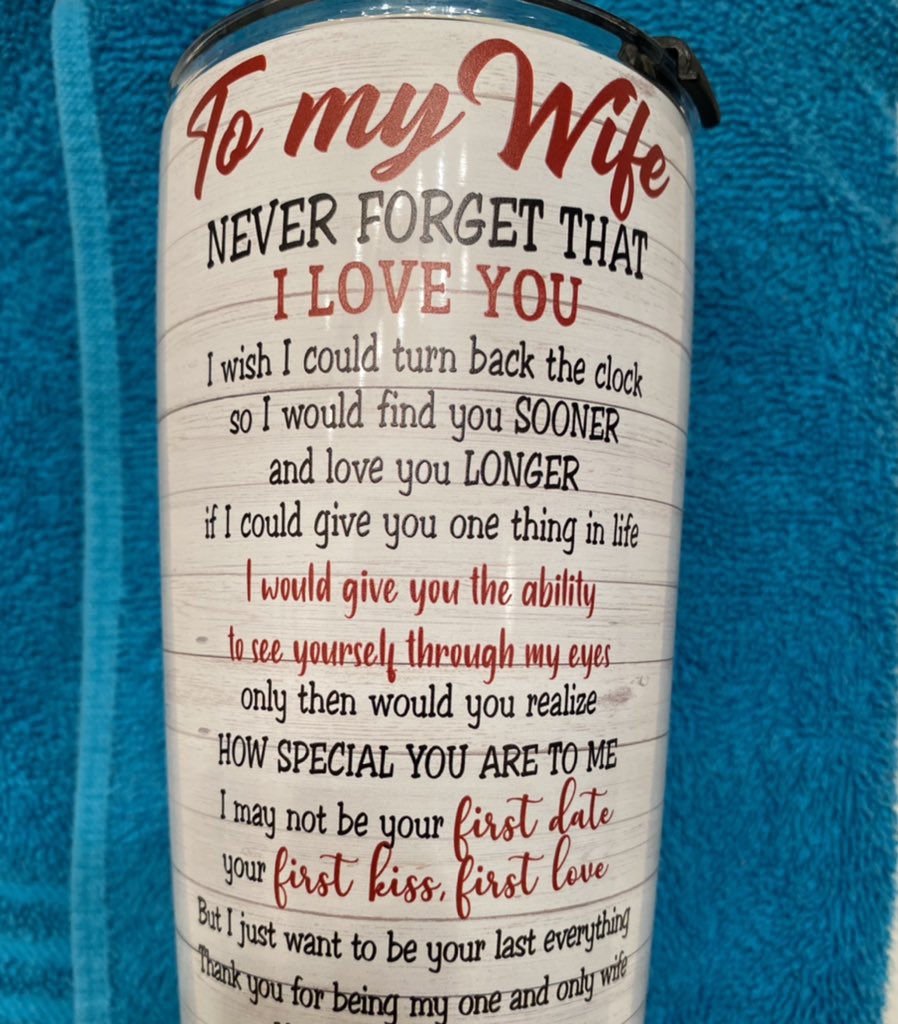 To my Wife
NEVER FORGET THAT
I LOVE YOU
I wish I could turn back the clock
so I would find you SOONER
and love you LONGER
if I could give you one thing in life
I would give you the ability
to see yourself through my eyes
only then would you realize
HOW SPECIAL YOU ARE TO ME
I may not be your first date
your first kiss, first love
But I just want to be your last everything
Thank you for being my one and only wife